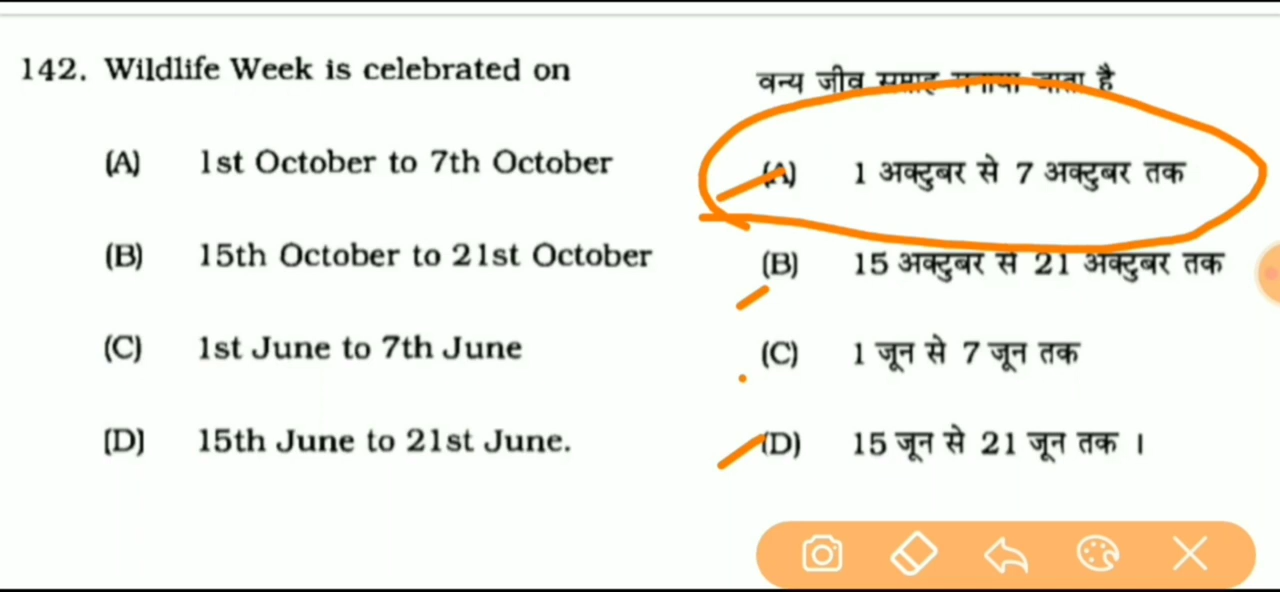 142. Wildlife Week is celebrated on
(A) 1st October to 7th October
(B) 15th October to 21st October
(C) 1st June to 7th June
(D) 15th June to 21st June.
वन्य जीव सप्ताह मनाया जाता है
(A) 1 अक्टुबर से 7 अक्टुबर तक
(B) 15 अक्टुबर से 21 अक्टुबर तक
(C) 1 जून से 7 जून तक
(D) 15 जून से 21 जून तक ।